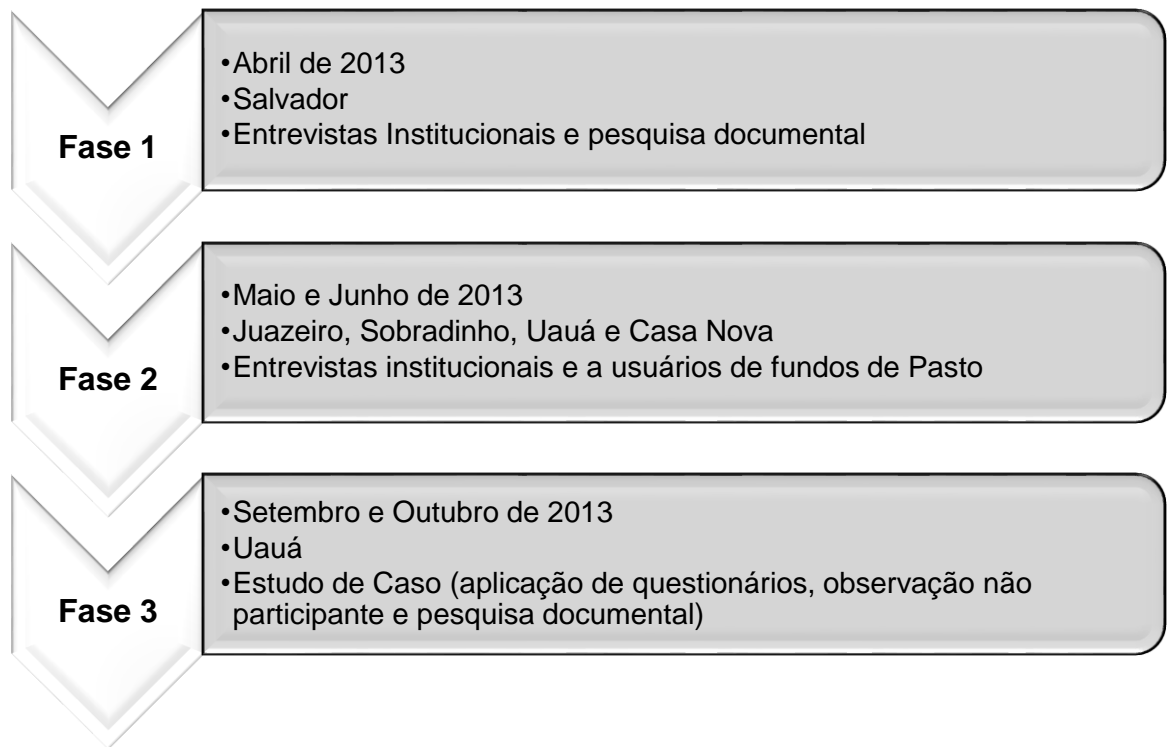 Fase 1
•Abril de 2013
•Salvador
•Entrevistas Institucionais e pesquisa documental
Fase 2
•Maio e Junho de 2013
•Juazeiro, Sobradinho, Uauá e Casa Nova
•Entrevistas institucionais e a usuários de fundos de Pasto
Fase 3
•Setembro e Outubro de 2013
•Uauá
•Estudo de Caso (aplicação de questionários, observação não
participante e pesquisa documental)